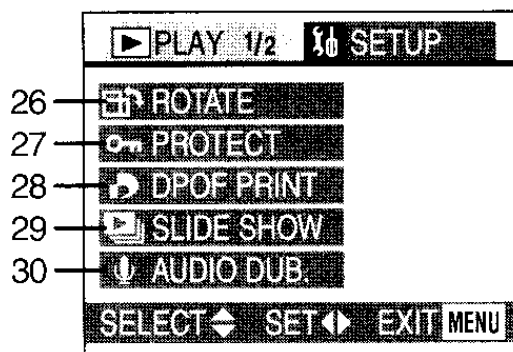 PLAY 1/2 SETUP
26 ROTATE
27 PROTECT
28 DPOF PRINT
29 SLIDE SHOW
30 AUDIO DUB.
SELECT SET EXIT MENU